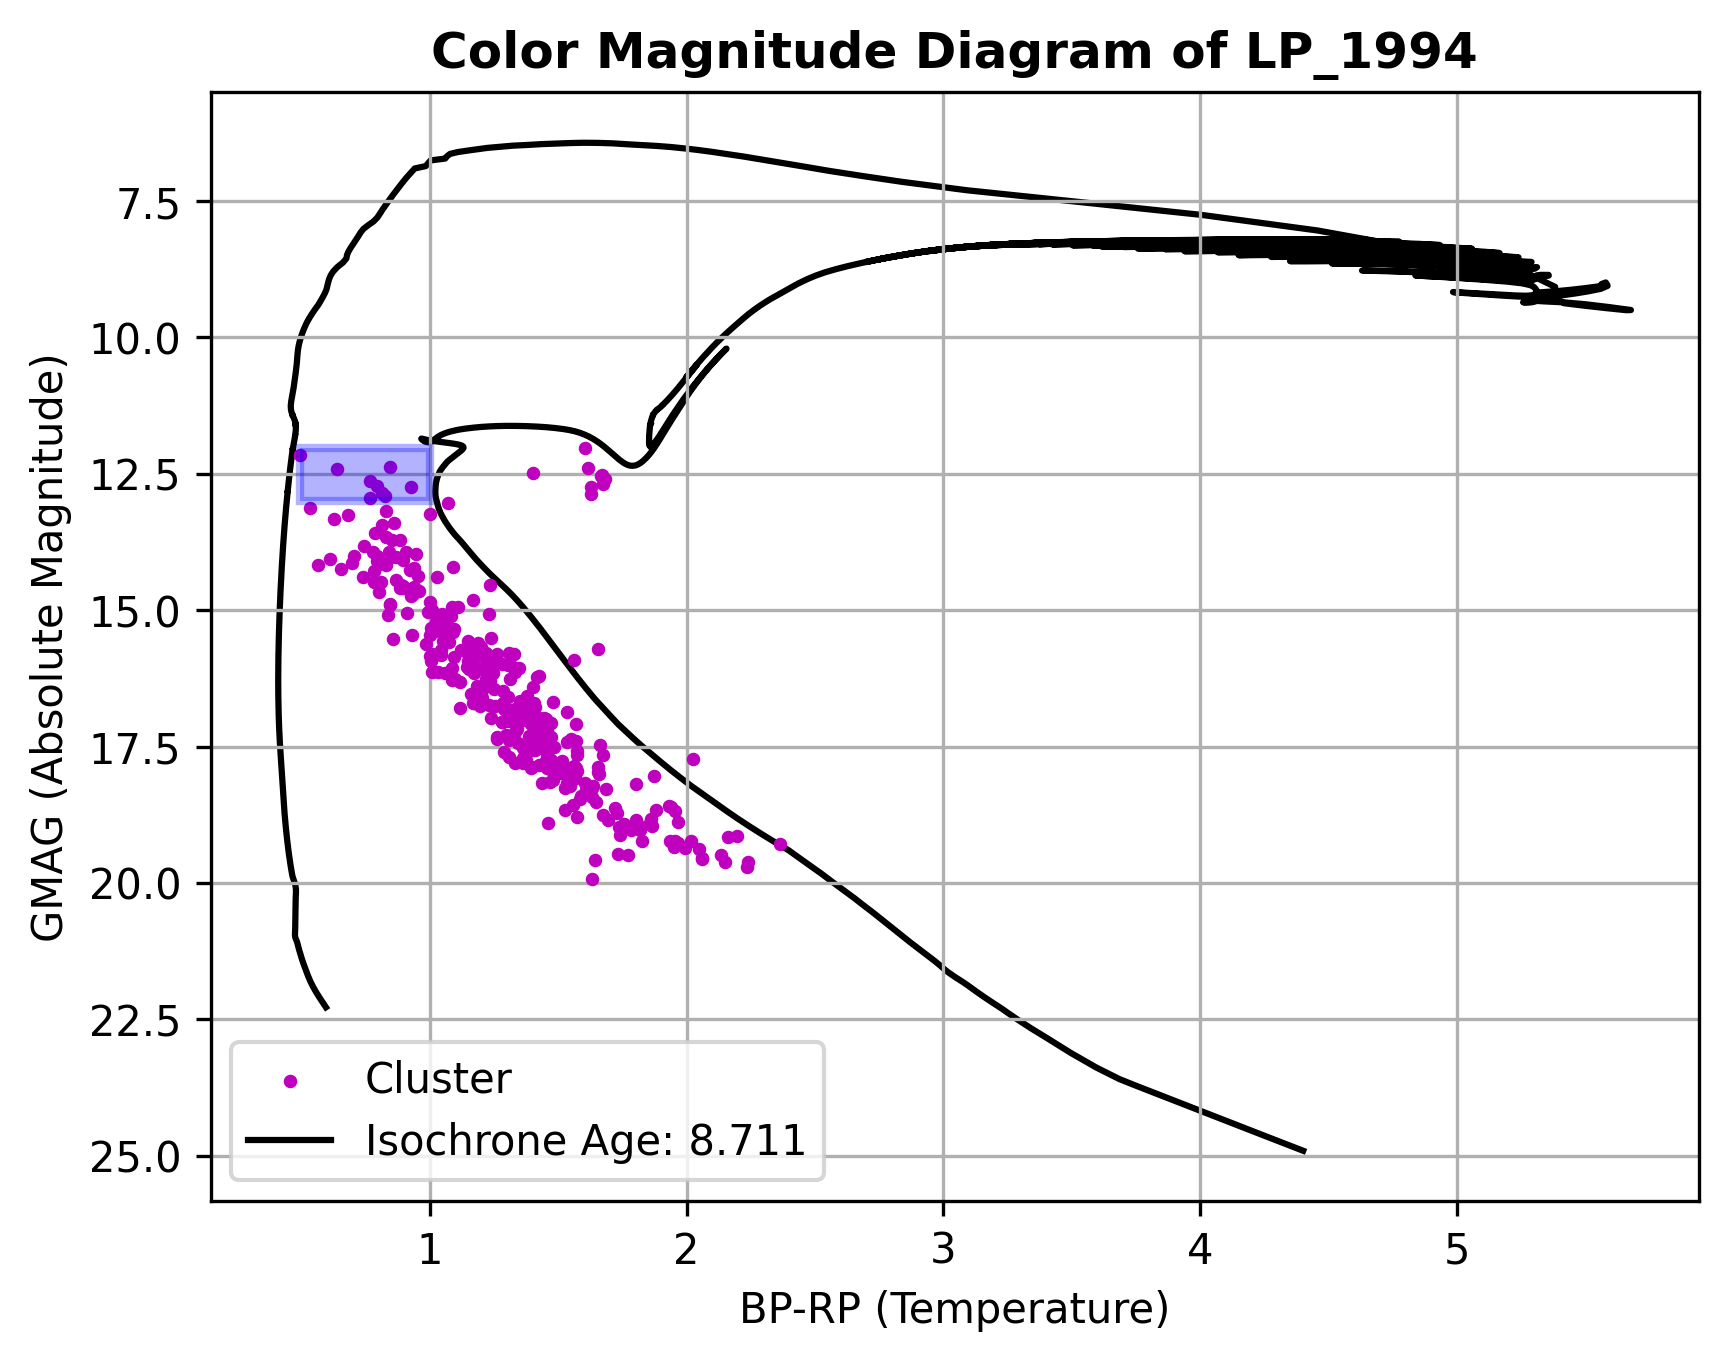 Color Magnitude Diagram of LP_1994
GMAG (Absolute Magnitude)
7.5
10.0
12.5
15.0
17.5
20.0
22.5
25.0
Cluster
Isochrone Age: 8.711
1 2 3 4 5
BP-RP (Temperature)